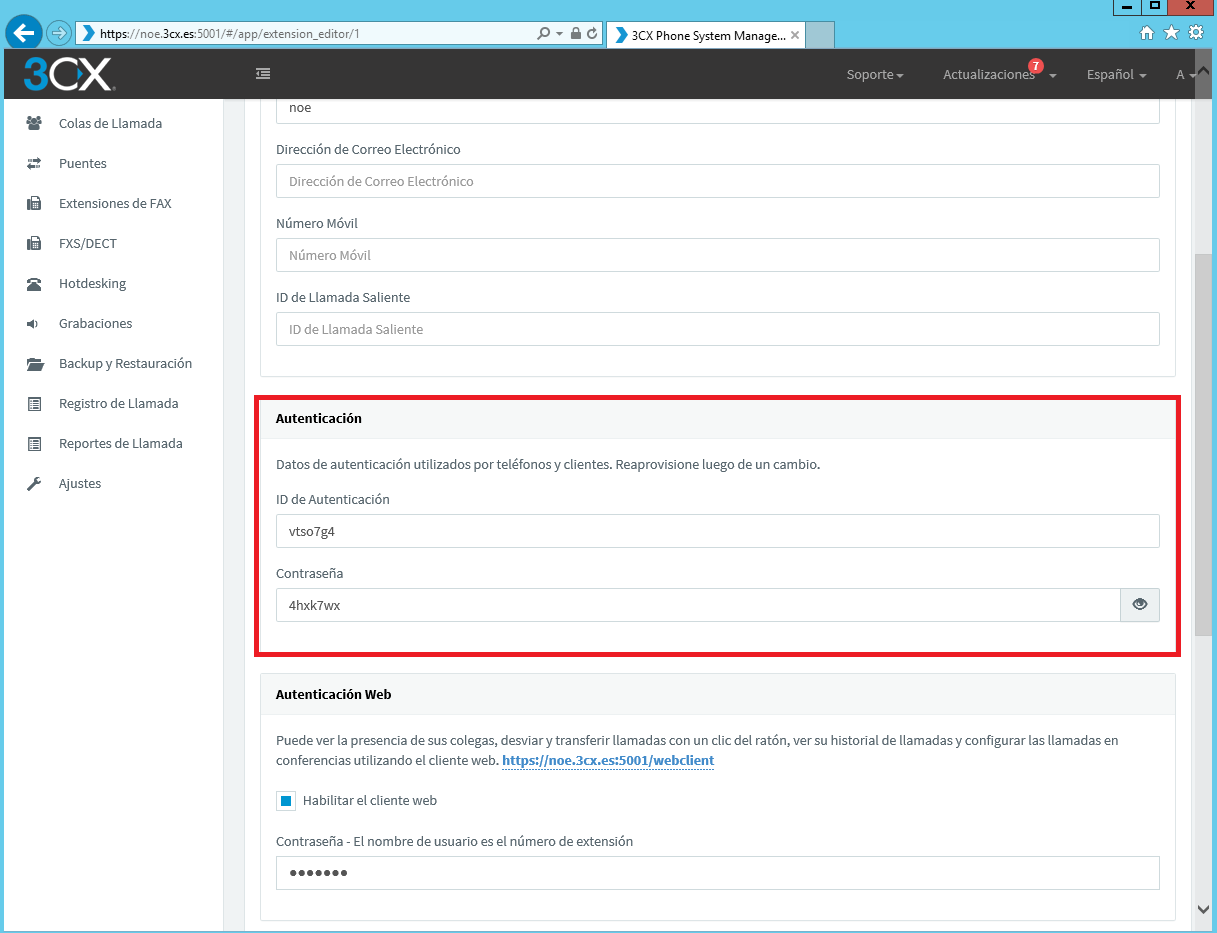 https://noe.3cx.es:5001/#/app/extension_editor/1
3CX Phone System Manage...
3CX
Soporte
Actualizaciones
7
Español
A
Colas de Llamada
Puentes
Extensiones de FAX
FXS/DECT
Hotdesking
Grabaciones
Backup y Restauración
Registro de Llamada
Reportes de Llamada
Ajustes
noe
Dirección de Correo Electrónico
Dirección de Correo Electrónico
Número Móvil
Número Móvil
ID de Llamada Saliente
ID de Llamada Saliente
Autenticación
Datos de autenticación utilizados por teléfonos y clientes. Reaprovisione luego de un cambio.
ID de Autenticación
vtso7g4
Contraseña
4hxk7wx
Autenticación Web
Puede ver la presencia de sus colegas, desviar y transferir llamadas con un clic del ratón, ver su historial de llamadas y configurar las llamadas en
conferencias utilizando el cliente web. https://noe.3cx.es:5001/webclient
Habilitar el cliente web
Contraseña - El nombre de usuario es el número de extensión
●●●●●●●